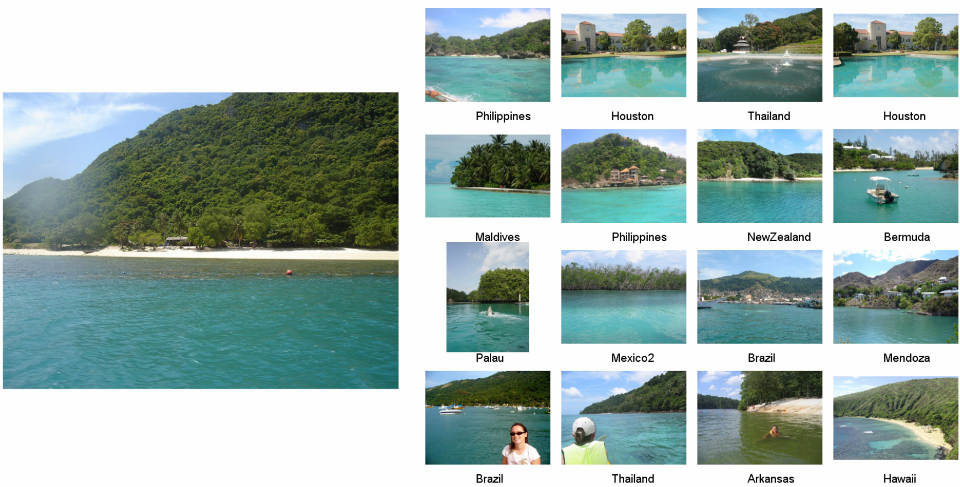 Philippines Houston Thailand Houston
Maldives Philippines NewZealand Bermuda
Palau Mexico2 Brazil Mendoza
Brazil Thailand Arkansas Hawaii